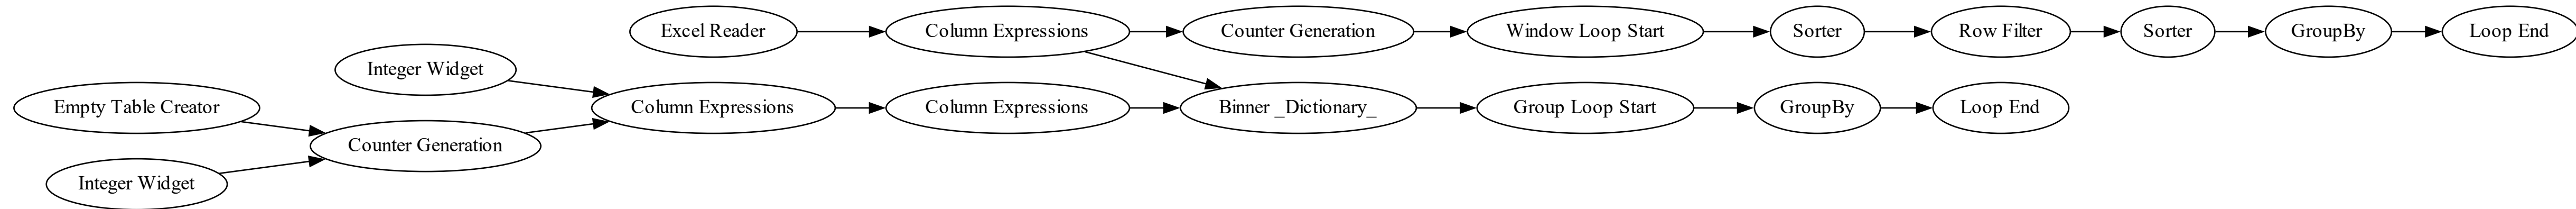 Excel Reader
Column Expressions
Counter Generation
Window Loop Start
Sorter
Row Filter
Sorter
GroupBy
Loop End
Integer Widget
Empty Table Creator
Column Expressions
Column Expressions
Binner _Dictionary_
Group Loop Start
GroupBy
Loop End
Counter Generation
Integer Widget